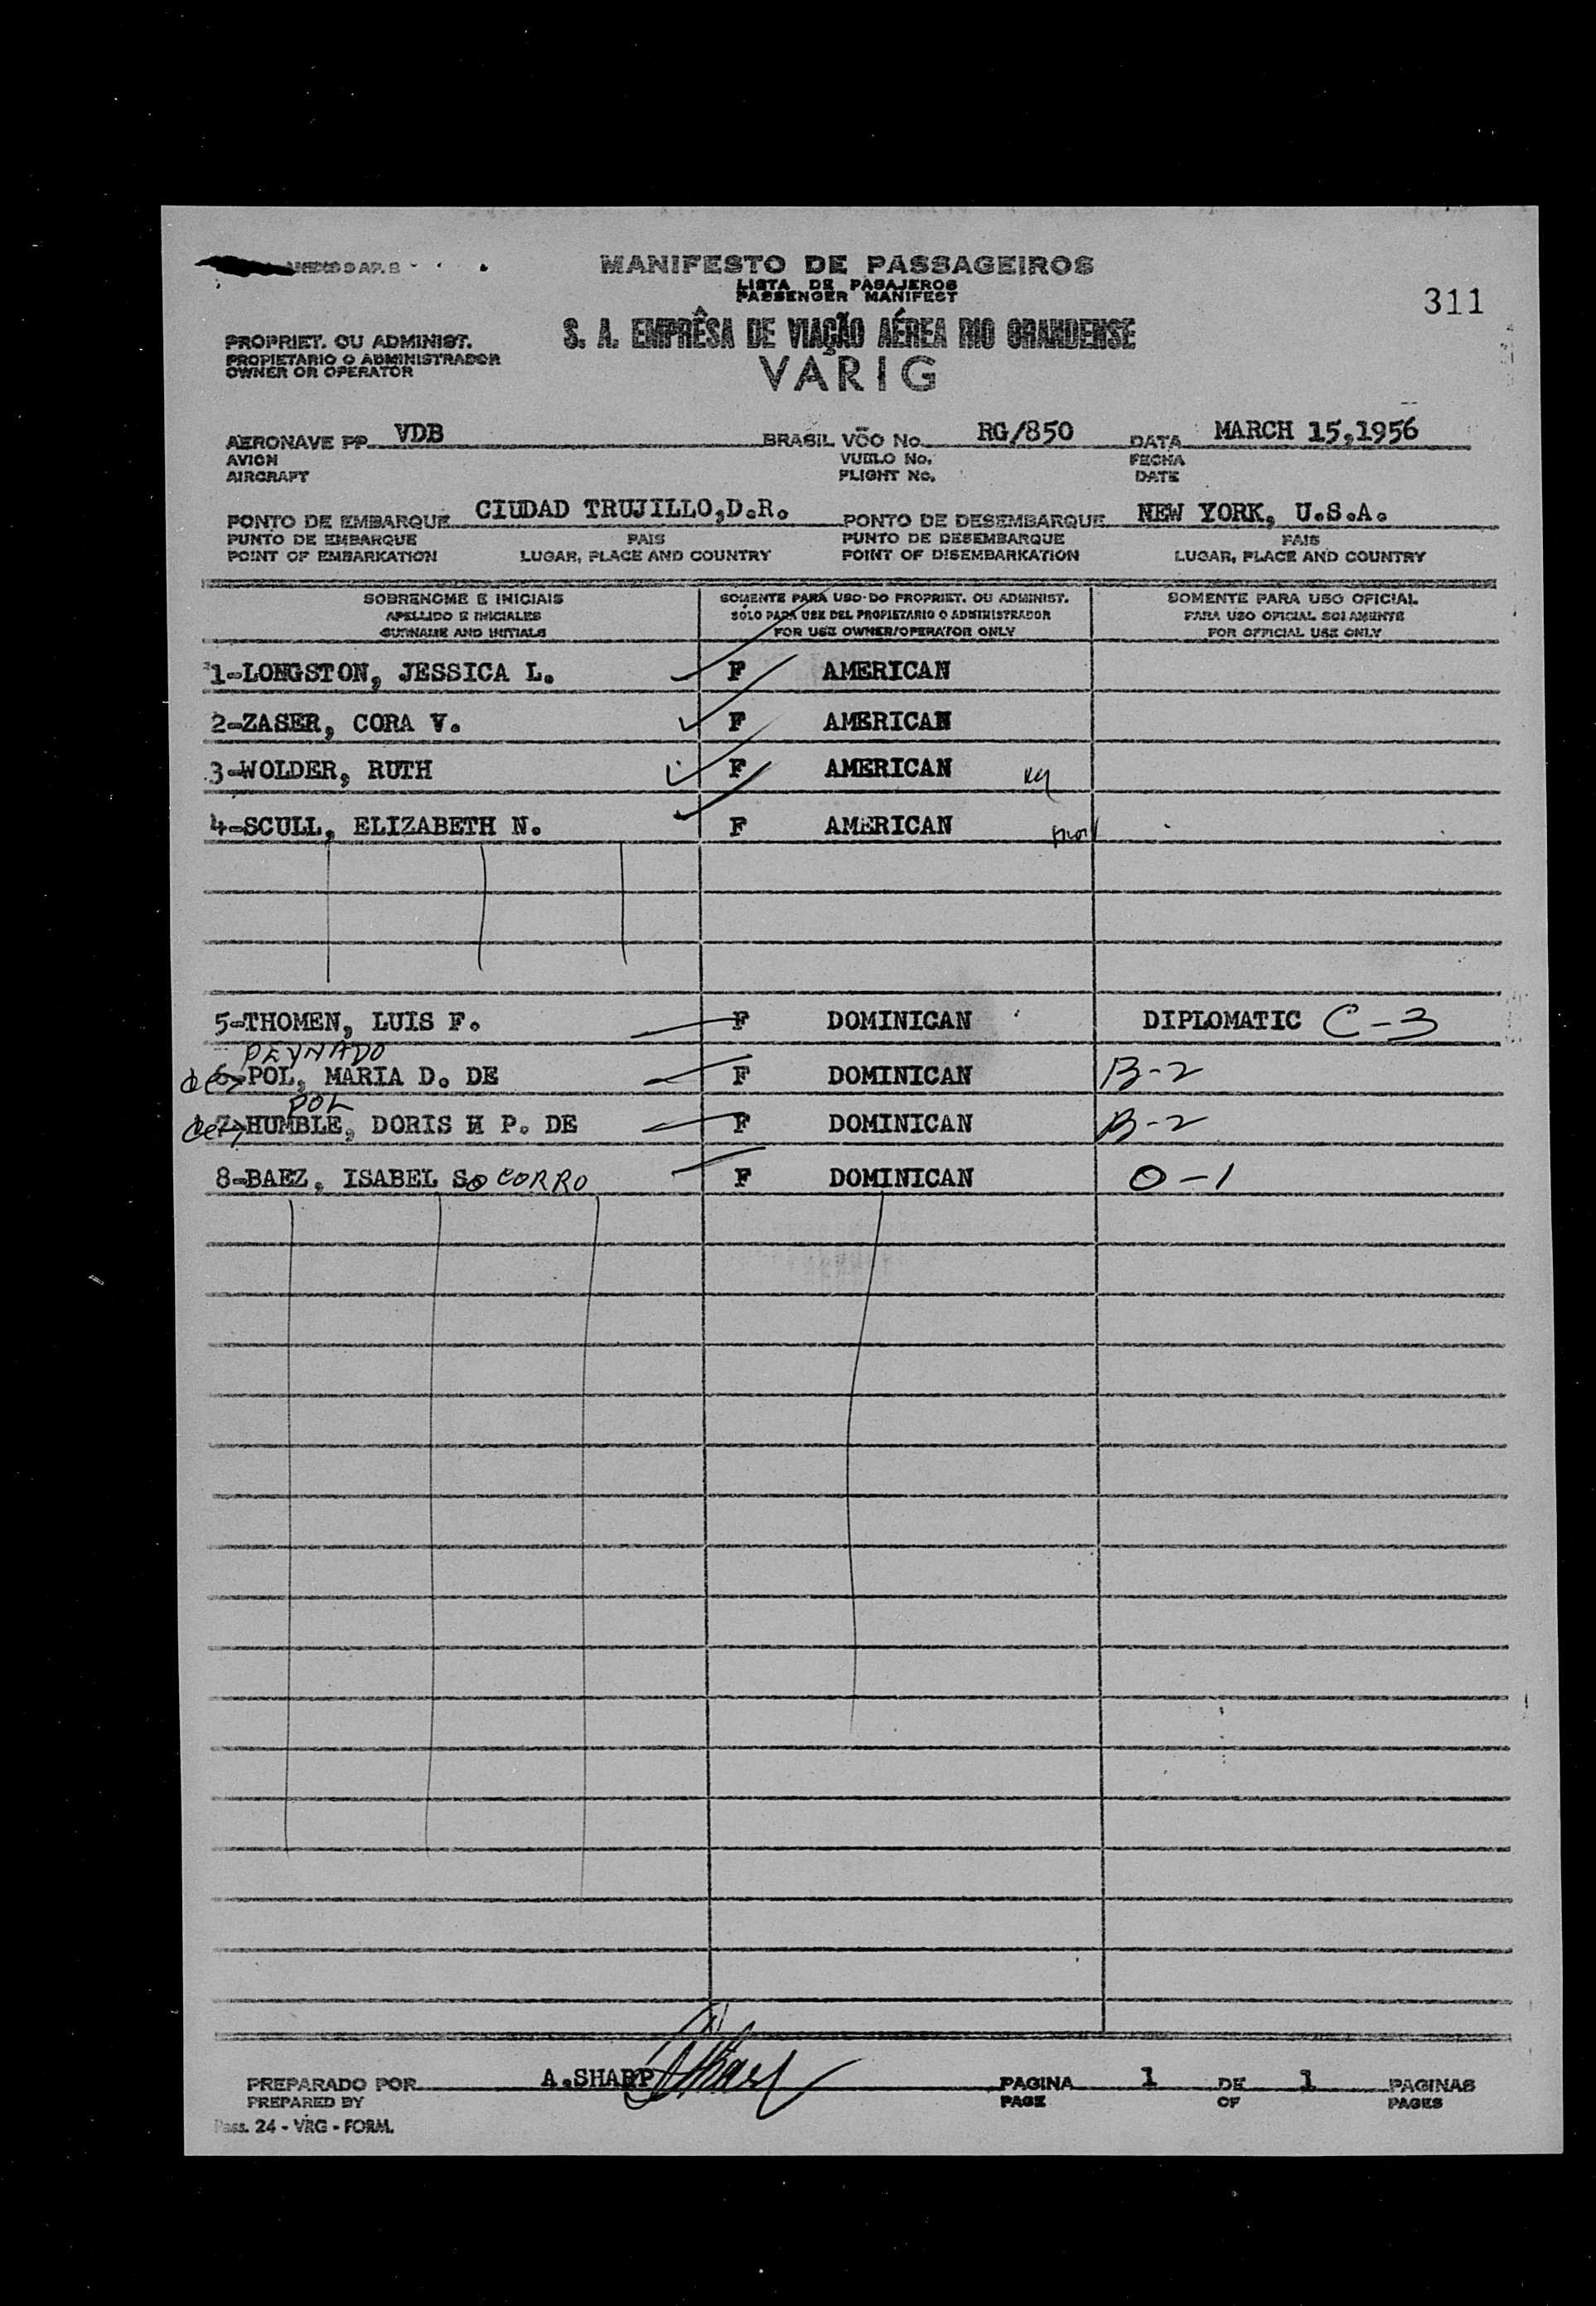 ANEXO 9 AP. 2
MANIFESTO DE PASSAGEIROS
LISTA DE PASAJEROS
PASSENGER MANIFEST
311
S. A. EMPRÊSA DE VIAÇÃO AÉREA RIO GRANDENSE
VARIG
PROPRIET. OU ADMINIST.
PROPIETARIO O ADMINISTRADOR
OWNER OR OPERATOR
AERONAVE PP VDB BRASIL VÕO No. RG/850 DATA MARCH 15,1956
AVION VUELO No. FECHA
AIRCRAFT FLIGHT No. DATE
PONTO DE EMBARQUE CIUDAD TRUJILLO,D.R. PONTO DE DESEMBARQUE NEW YORK, U.S.A.
PUNTO DE EMBARQUE PAIS PUNTO DE DESEMBARQUE PAIS
POINT OF EMBARKATION LUGAR, PLACE AND COUNTRY POINT OF DISEMBARKATION LUGAR, PLACE AND COUNTRY
SOBRENOME E INICIAIS SOMENTE PARA USO DO PROPRIET. OU ADMINIST. SOMENTE PARA USO OFICIAL
APELLIDO E INICIALES SÓLO PARA USE DEL PROPIETARIO O ADMINISTRADOR PARA USO OFICIAL SOLAMENTE
SURNAME AND INITIALS FOR USE OWNER/OPERATOR ONLY FOR OFFICIAL USE ONLY
1-LONGSTON, JESSICA L. F AMERICAN
2-ZASER, CORA V. F AMERICAN
3-WOLDER, RUTH F AMERICAN
4-SCULL, ELIZABETH N. F AMERICAN
5-THOMEN, LUIS F. F DOMINICAN DIPLOMATIC C-3
PEYNADO
6-POL, MARIA D. DE F DOMINICAN B-2
POL
7-HUMBLE, DORIS H P. DE F DOMINICAN B-2
8-BAEZ, ISABEL SOCORRO F DOMINICAN O-1
PREPARADO POR A.SHARP PAGINA 1 DE 1 PAGINAS
PREPARED BY PAGE OF PAGES
Pass. 24 - VRG - FORM.